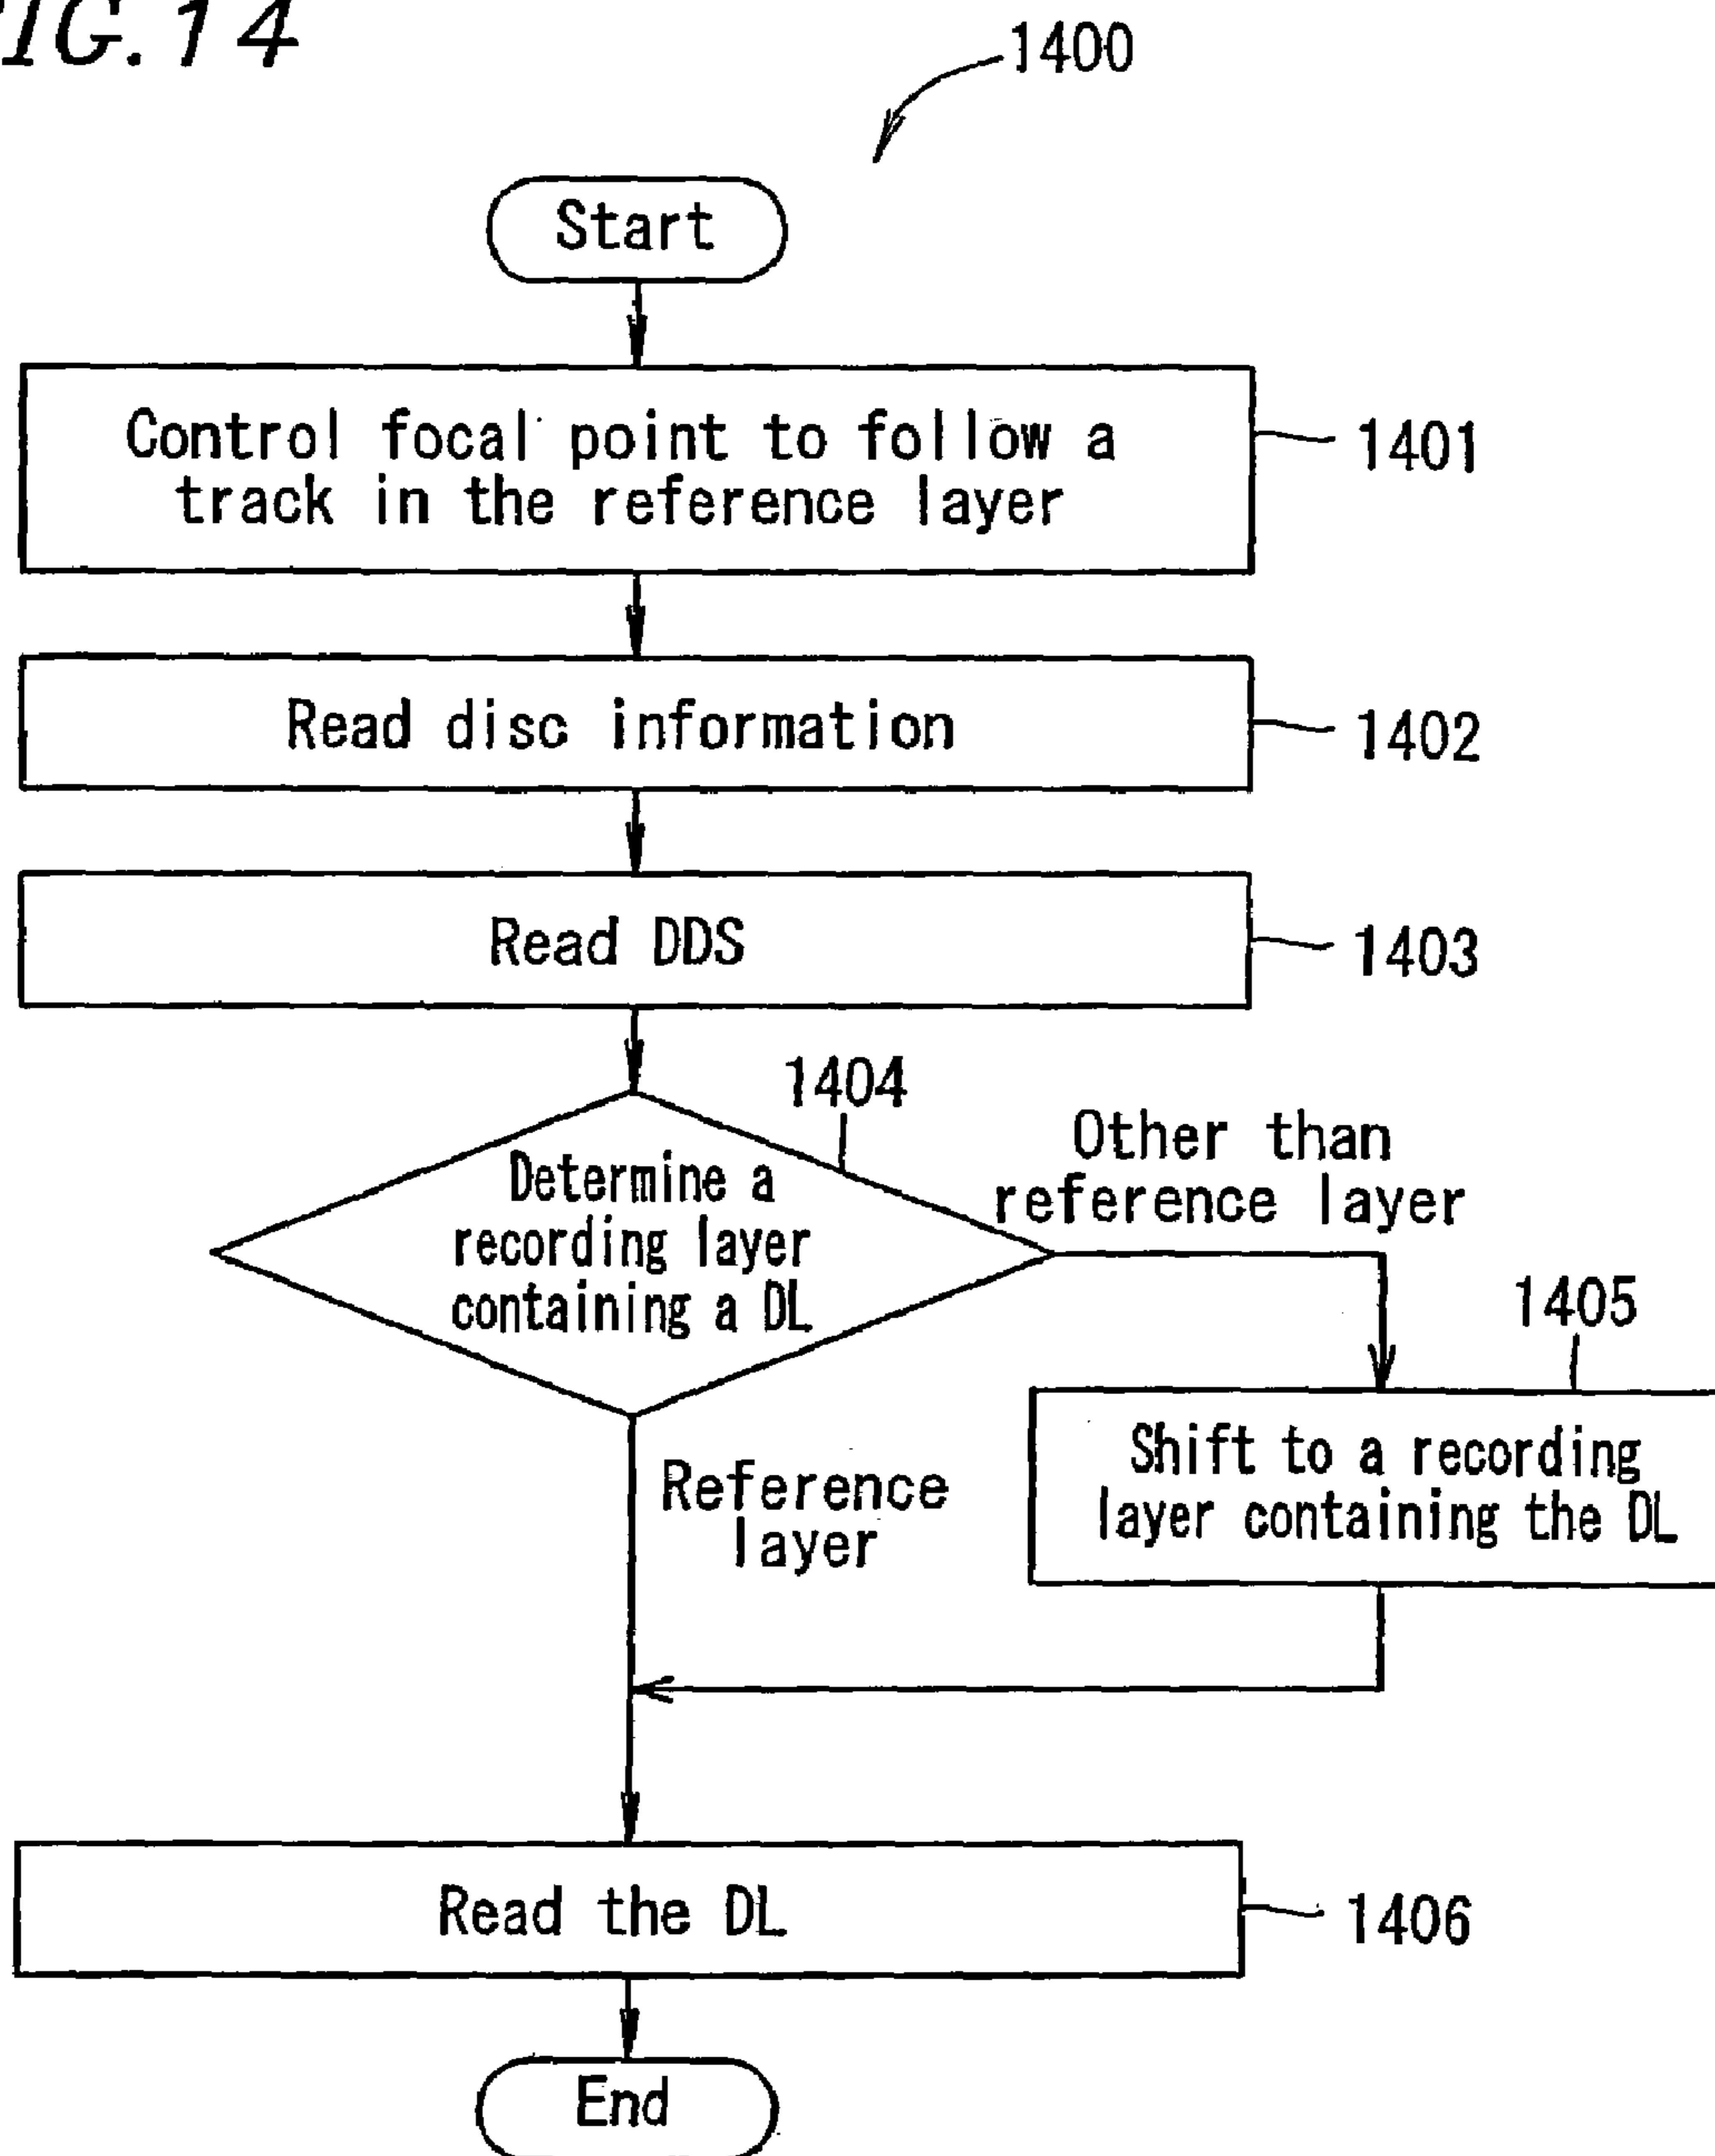 FIG.14
1400
Start
Control focal point to follow a
track in the reference layer
1401
Read disc information
1402
Read DDS
1403
1404
Determine a
recording layer
containing a DL
Other than
reference layer
1405
Shift to a recording
layer containing the DL
Reference
layer
Read the DL
1406
End